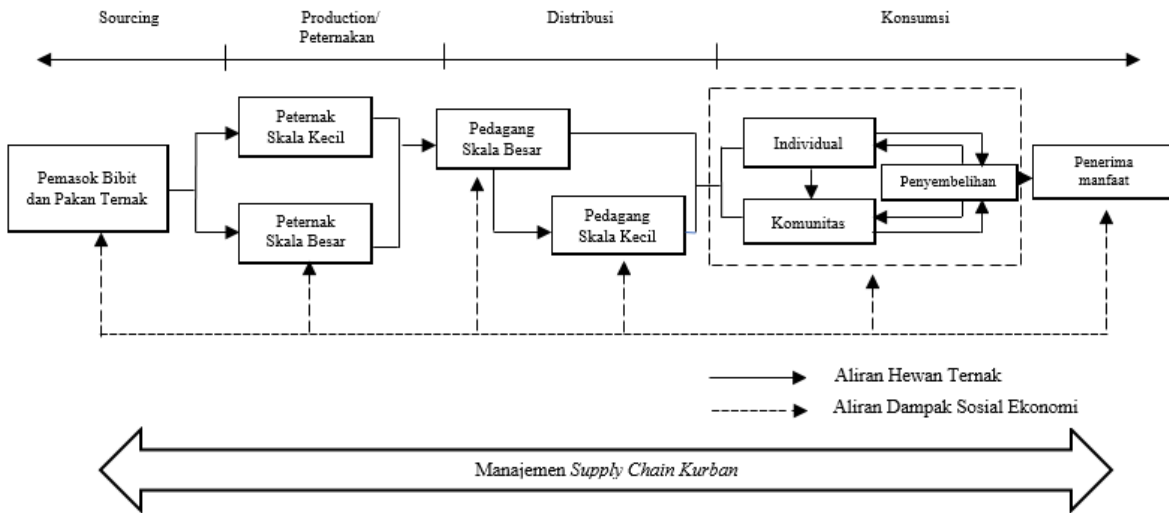 Sourcing
Production/
Peternakan
Distribusi
Konsumsi
Pemasok Bibit
dan Pakan Ternak
Peternak
Skala Kecil
Peternak
Skala Besar
Pedagang
Skala Besar
Pedagang
Skala Kecil
Individual
Komunitas
Penyembelihan
Penerima
manfaat
Aliran Hewan Ternak
Aliran Dampak Sosial Ekonomi
Manajemen Supply Chain Kurban